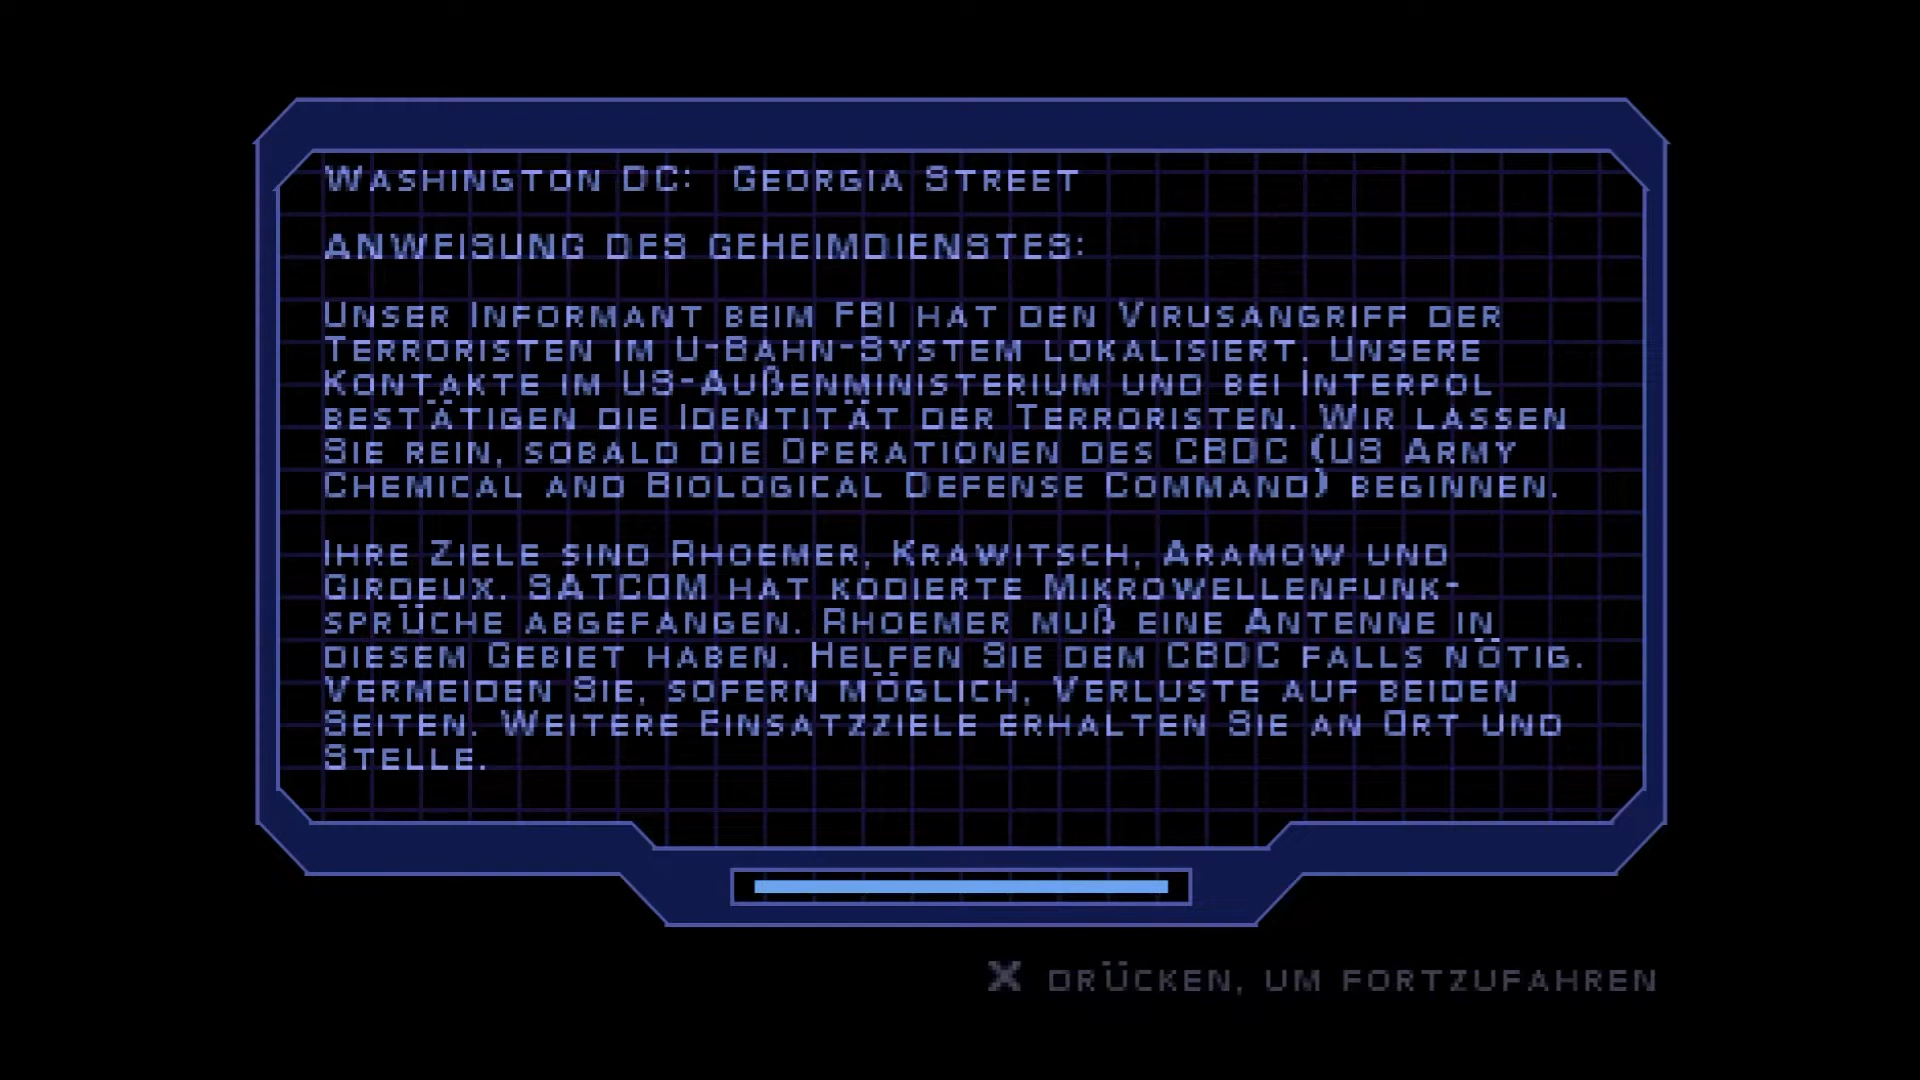 Washington DC: Georgia Street
ANWEISUNG DES GEHEIMDIENSTES:
Unser Informant beim FBI hat den Virusangriff der
Terroristen im U-Bahn-System lokalisiert. Unsere
Kontakte im US-Außenministerium und bei Interpol
bestätigen die Identität der Terroristen. Wir lassen
Sie rein, sobald die Operationen des CBDC (US Army
Chemical and Biological Defense Command) beginnen.
Ihre Ziele sind Rhoemer, Krawitsch, Aramow und
Girdeux. SATCOM hat kodierte Mikrowellenfunk-
sprüche abgefangen. Rhoemer muß eine Antenne in
diesem Gebiet haben. Helfen Sie dem CBDC falls nötig.
Vermeiden Sie, sofern möglich, Verluste auf beiden
Seiten. Weitere Einsatzziele erhalten Sie an Ort und
Stelle.
X drücken, um fortzufahren